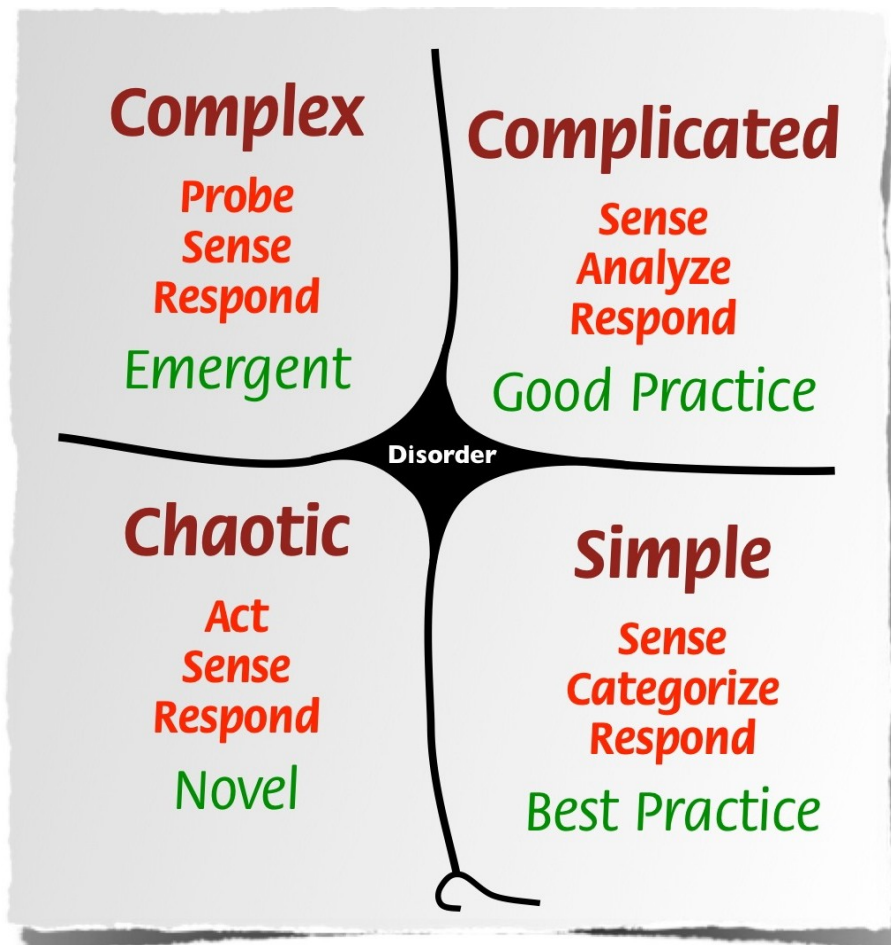 Complex
Probe
Sense
Respond
Emergent
Complicated
Sense
Analyze
Respond
Good Practice
Disorder
Chaotic
Act
Sense
Respond
Novel
Simple
Sense
Categorize
Respond
Best Practice